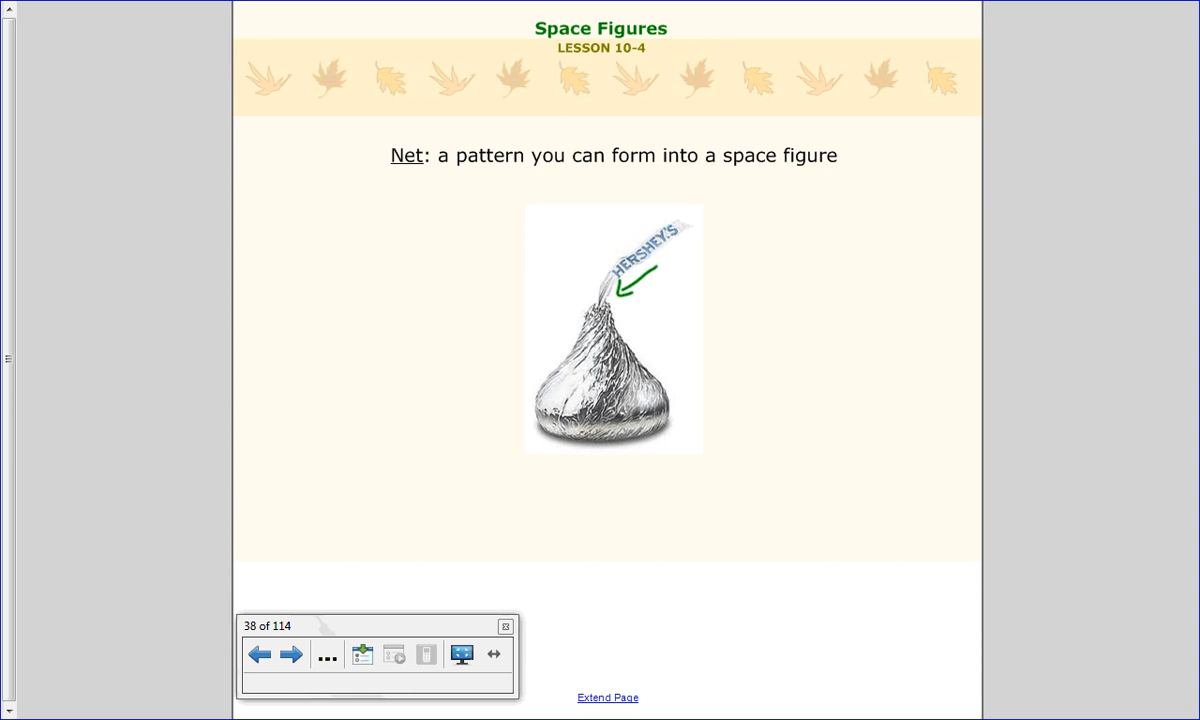 Space Figures
LESSON 10-4
Net: a pattern you can form into a space figure
HERSHEY'S
38 of 114
...
Extend Page